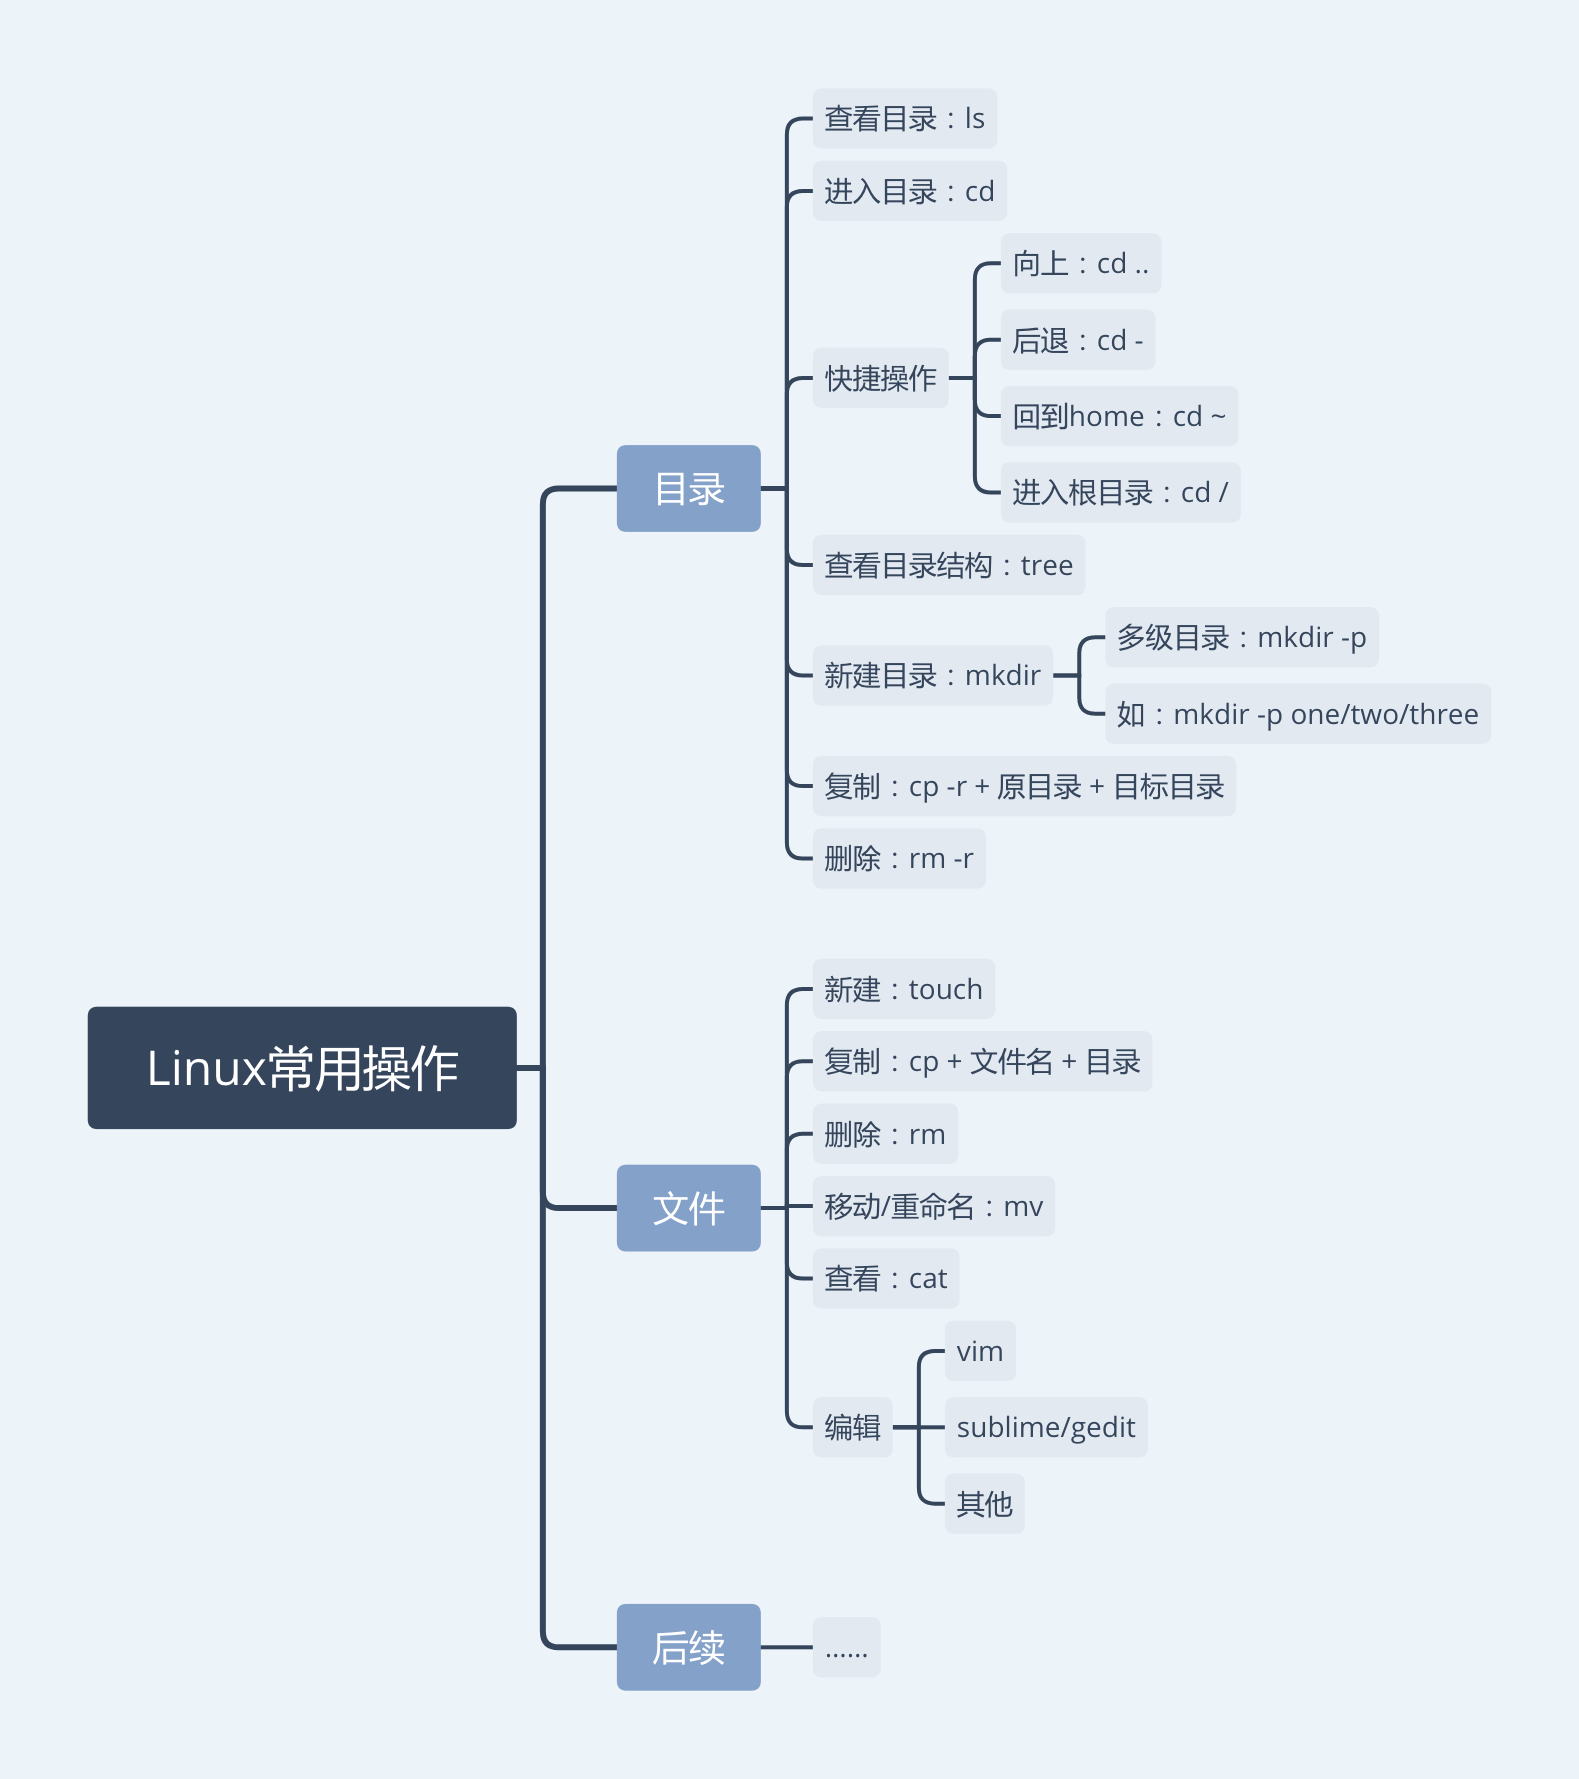 Linux常用操作
目录
查看目录：ls
进入目录：cd
快捷操作
向上：cd ..
后退：cd -
回到home：cd ~
进入根目录：cd /
查看目录结构：tree
新建目录：mkdir
多级目录：mkdir -p
如：mkdir -p one/two/three
复制：cp -r + 原目录 + 目标目录
删除：rm -r
文件
新建：touch
复制：cp + 文件名 + 目录
删除：rm
移动/重命名：mv
查看：cat
编辑
vim
sublime/gedit
其他
后续
......